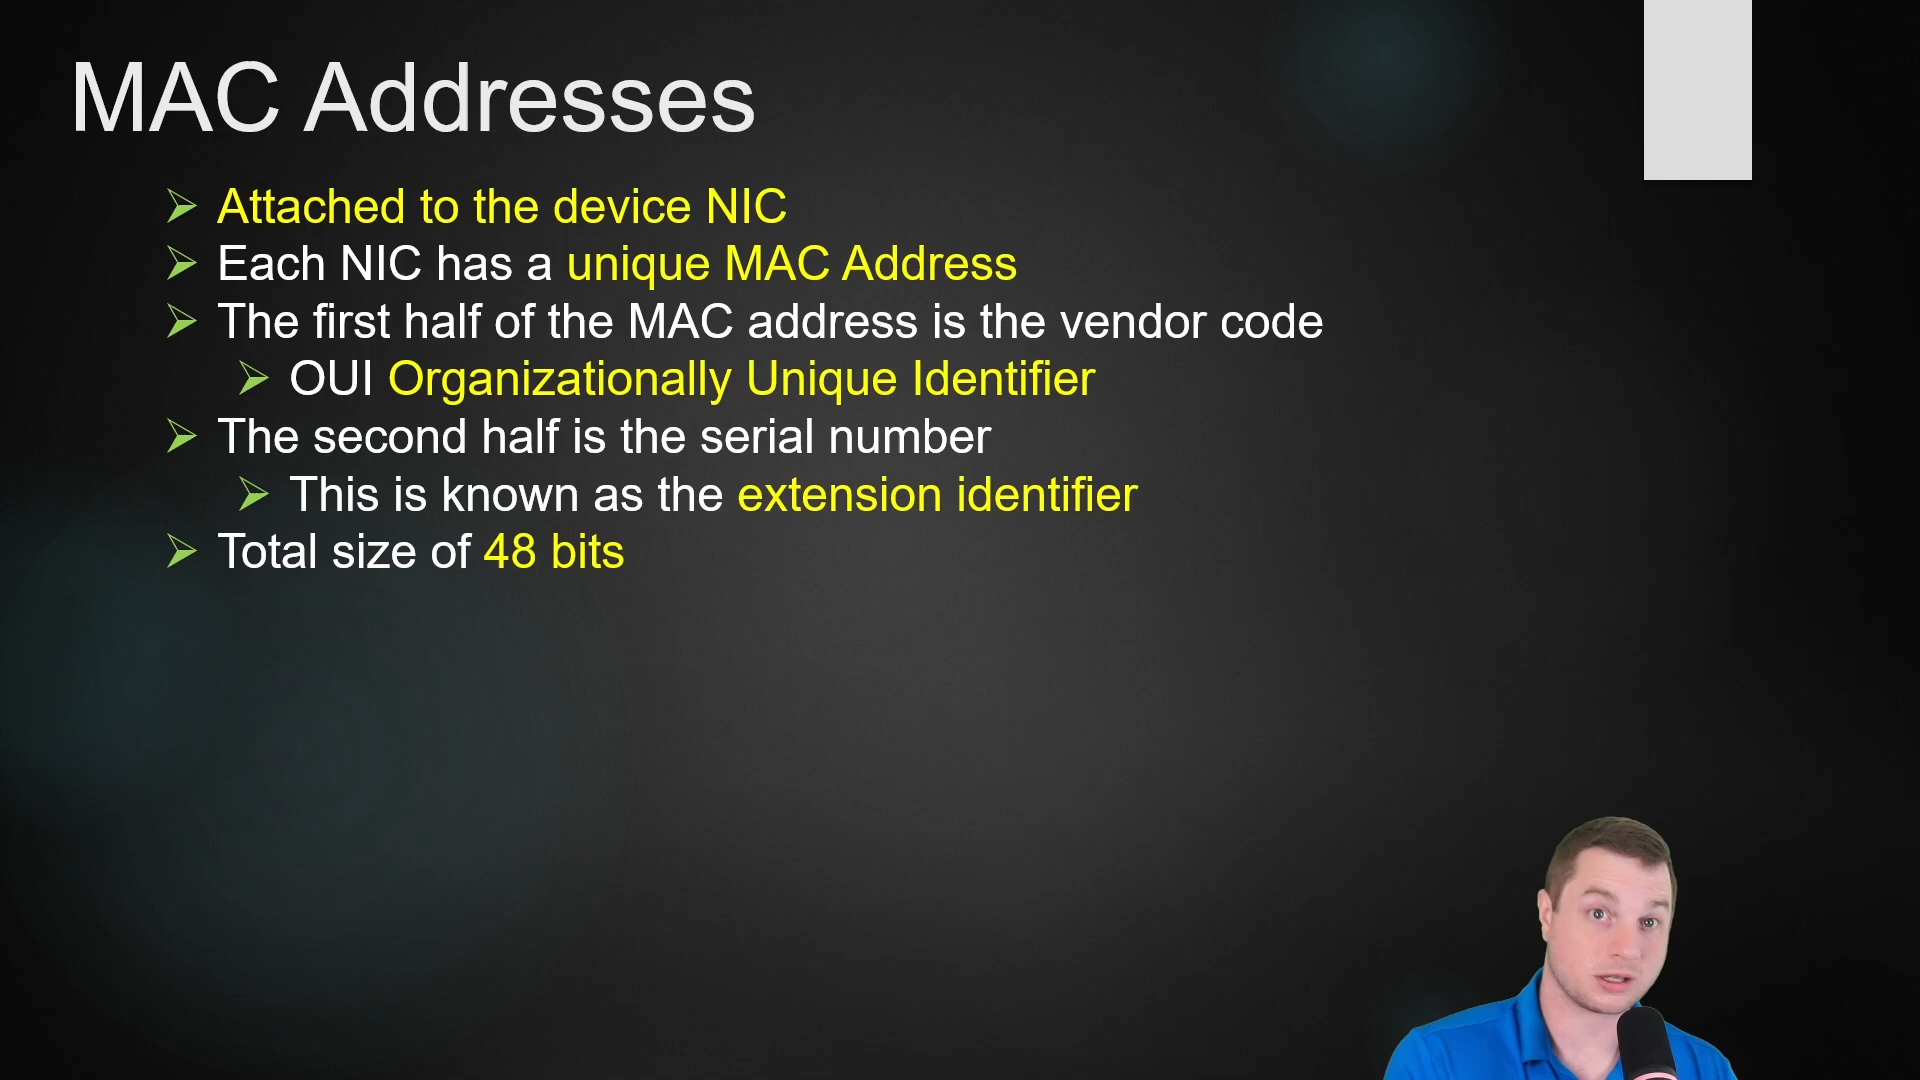 MAC Addresses
Attached to the device NIC
Each NIC has a unique MAC Address
The first half of the MAC address is the vendor code
OUI Organizationally Unique Identifier
The second half is the serial number
This is known as the extension identifier
Total size of 48 bits